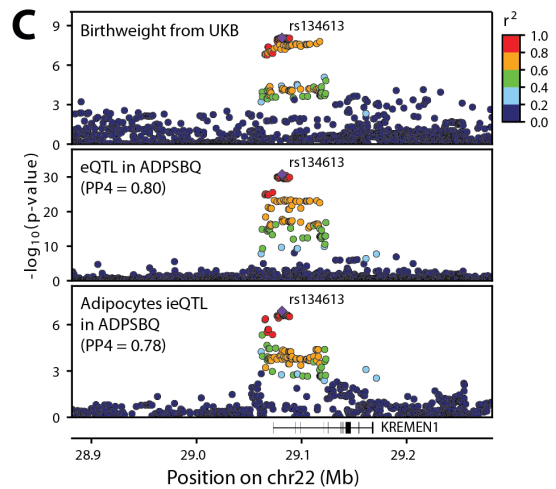 C
Birthweight from UKB
rs134613
9
6
3
0
r²
1.0
0.8
0.6
0.4
0.2
0.0
-log10(p-value)
eQTL in ADPSBQ
(PP4 = 0.80)
rs134613
30
20
10
0
Adipocytes ieQTL
in ADPSBQ
(PP4 = 0.78)
rs134613
6
3
0
KREMEN1
28.9 29.0 29.1 29.2
Position on chr22 (Mb)